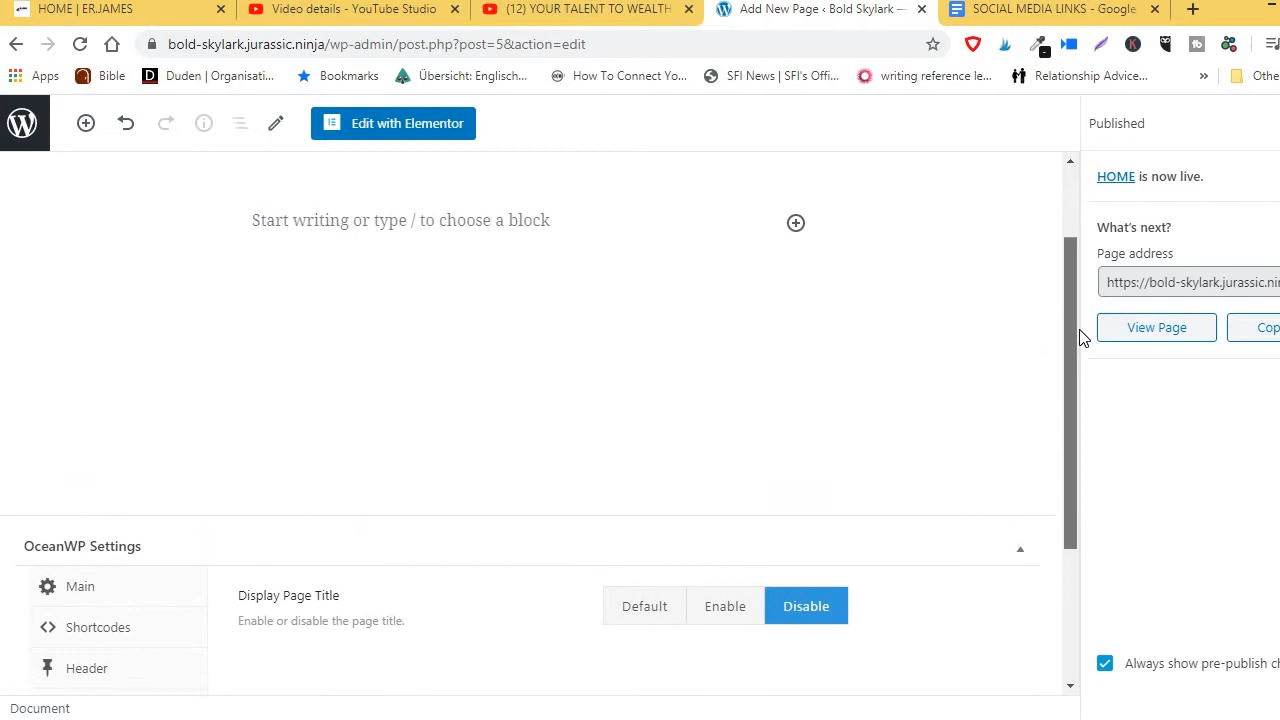 HOME | ERJAMES
Video details - YouTube Studio
(12) YOUR TALENT TO WEALTH
Add New Page ‹ Bold Skylark —
SOCIAL MEDIA LINKS - Google
bold-skylark.jurassic.ninja/wp-admin/post.php?post=5&action=edit
Apps
Bible
Duden | Organisati...
Bookmarks
Übersicht: Englisch...
How To Connect You...
SFI News | SFI's Offi...
writing reference le...
Relationship Advice...
»
Othe
Edit with Elementor
Published
HOME is now live.
Start writing or type / to choose a block
What's next?
Page address
https://bold-skylark.jurassic.nin
View Page
Cop
OceanWP Settings
Main
Display Page Title
Default
Enable
Disable
Enable or disable the page title.
Shortcodes
Header
Always show pre-publish ch
Document